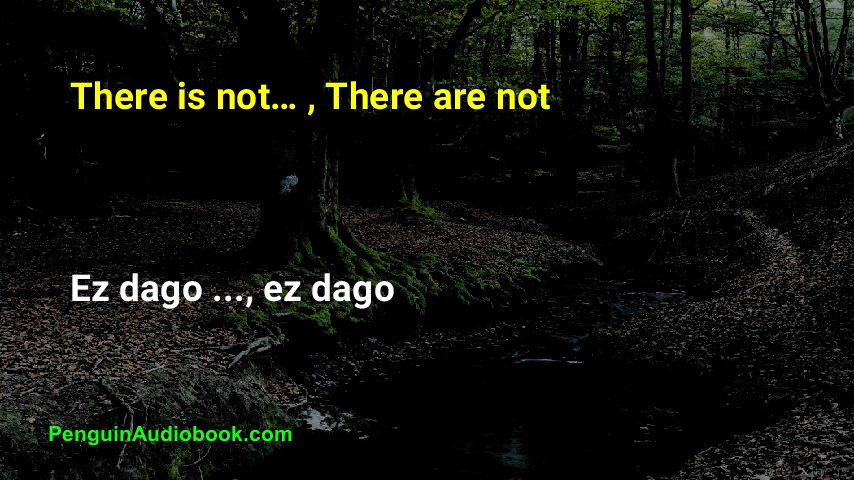 There is not... , There are not
Ez dago ..., ez dago
PenguinAudiobook.com